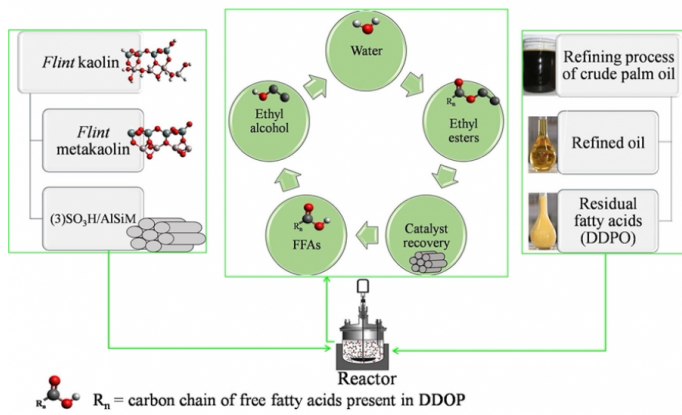 Flint kaolin
Flint
metakaolin
(3)SO₃H/AlSiM
Water
Ethyl
alcohol
Ethyl
esters
Rₙ
FFAs
Rₙ
Catalyst
recovery
Refining process
of crude palm oil
Refined oil
Residual
fatty acids
(DDPO)
Reactor
Rₙ
Rₙ = carbon chain of free fatty acids present in DDOP